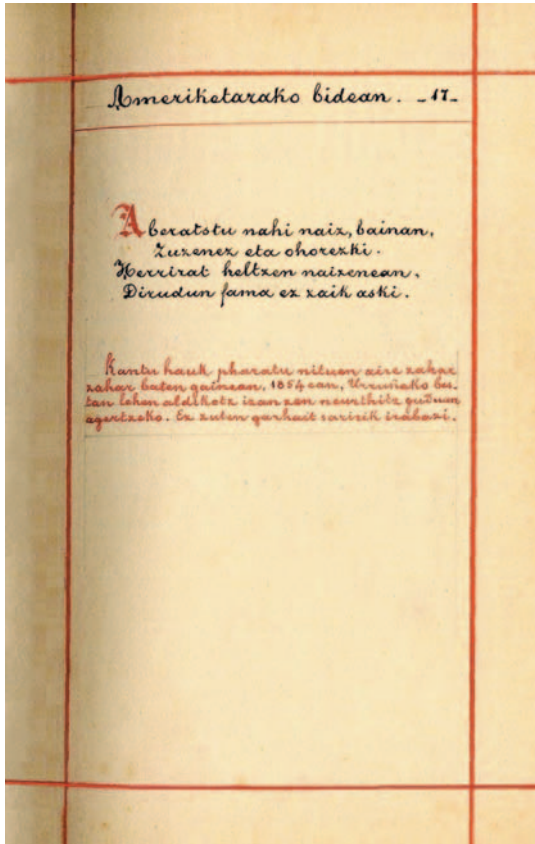 Ameriketarako bidean. - 17 -
Aberatstu nahi naiz, bainan,
Zuzenez eta ohorezki.
Herrirat heltzen naizenean,
Dirudun fama ez zaik aski.
Kantu hauk pharatu nituen aire zahar
zahar baten gainean, 1854 ean, Urruñako bes-
tan lehen aldikotz izan zen neurthitz guduan
agertzeko. Ez zuten garhait saririk irabazi.